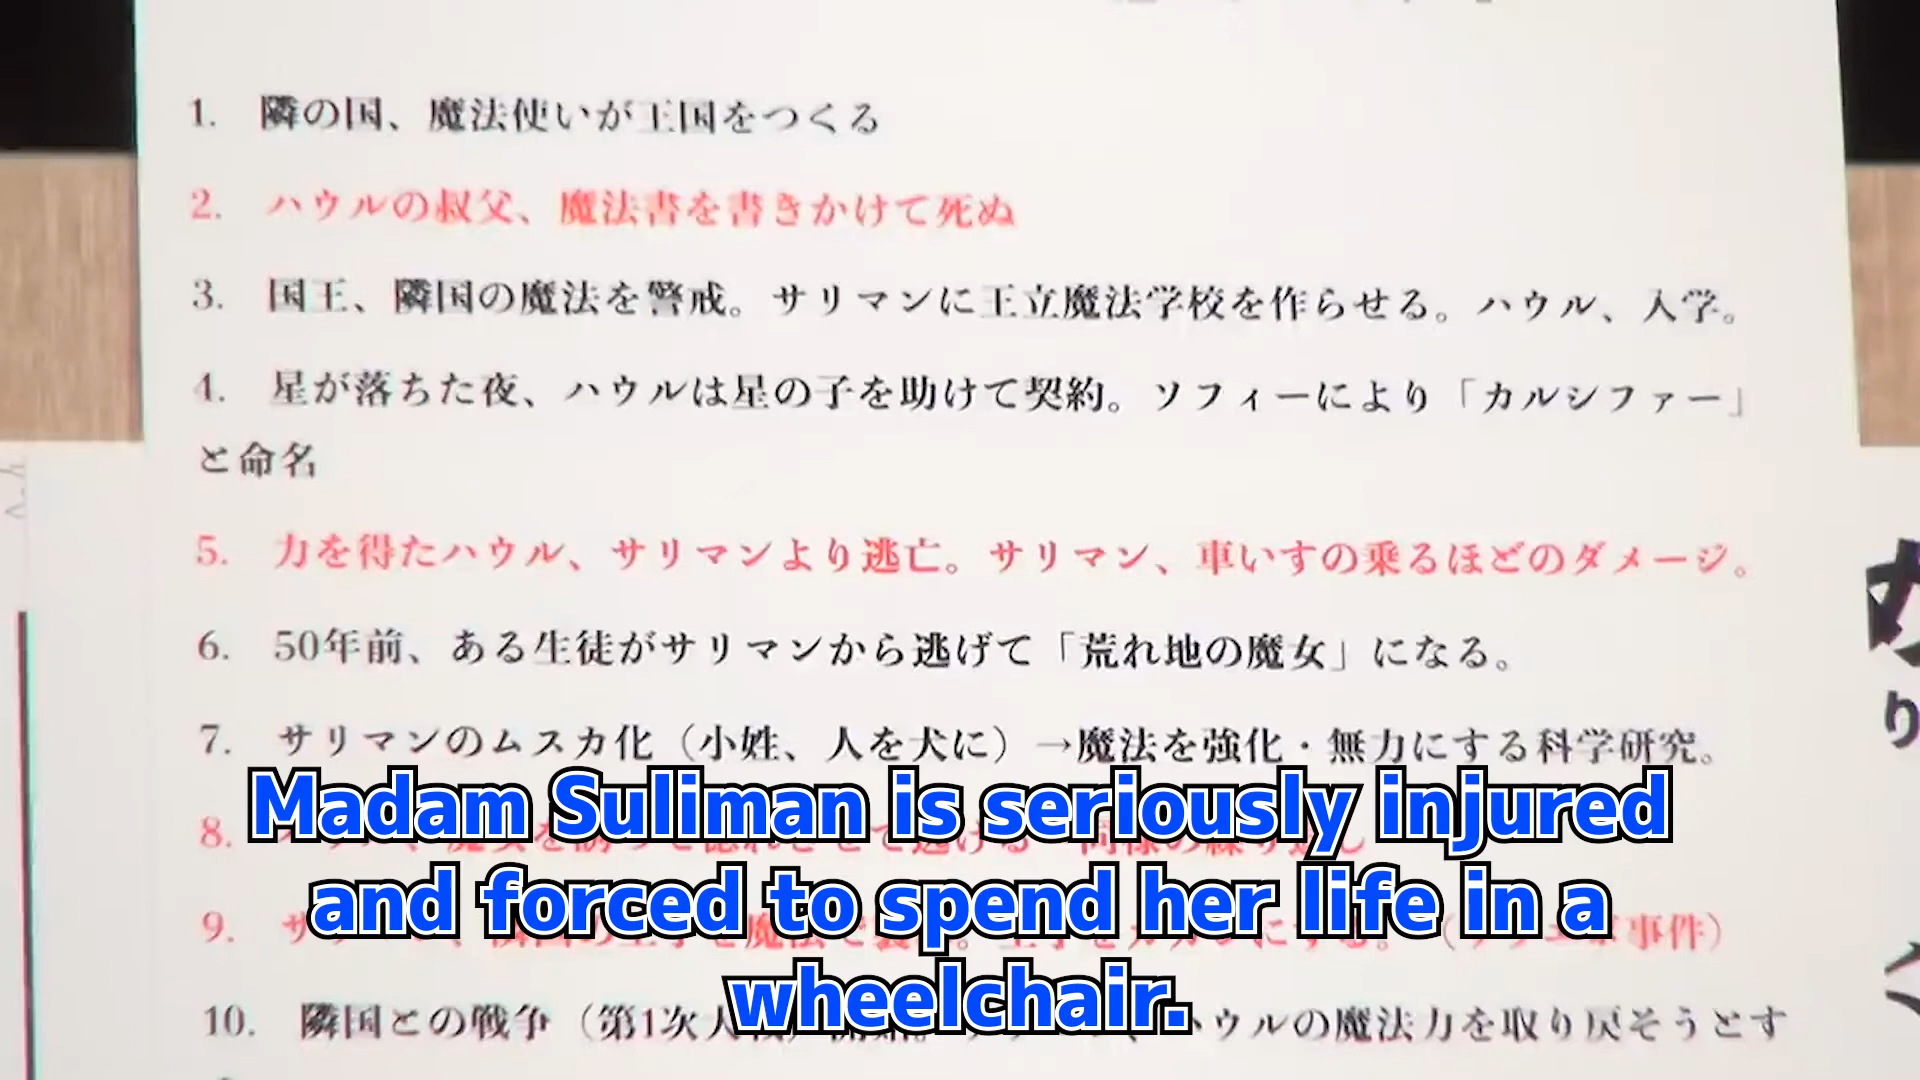 1. 隣の国、魔法使いが王国をつくる
2. ハウルの叔父、魔法書を書きかけて死ぬ
3. 国王、隣国の魔法を警戒。サリマンに王立魔法学校を作らせる。ハウル、入学。
4. 星が落ちた夜、ハウルは星の子を助けて契約。ソフィーにより「カルシファー」
と命名
5. 力を得たハウル、サリマンより逃亡。サリマン、車いすの乗るほどのダメージ。
6. 50年前、ある生徒がサリマンから逃げて「荒れ地の魔女」になる。
7. サリマンのムスカ化（小姓、人を犬に）→魔法を強化・無力にする科学研究。
Madam Suliman is seriously injured
8.
and forced to spend her life in a
9. 事件）
wheelchair.
10. 隣国との戦争（第1次 ウルの魔法力を取り戻そうとす
め
り